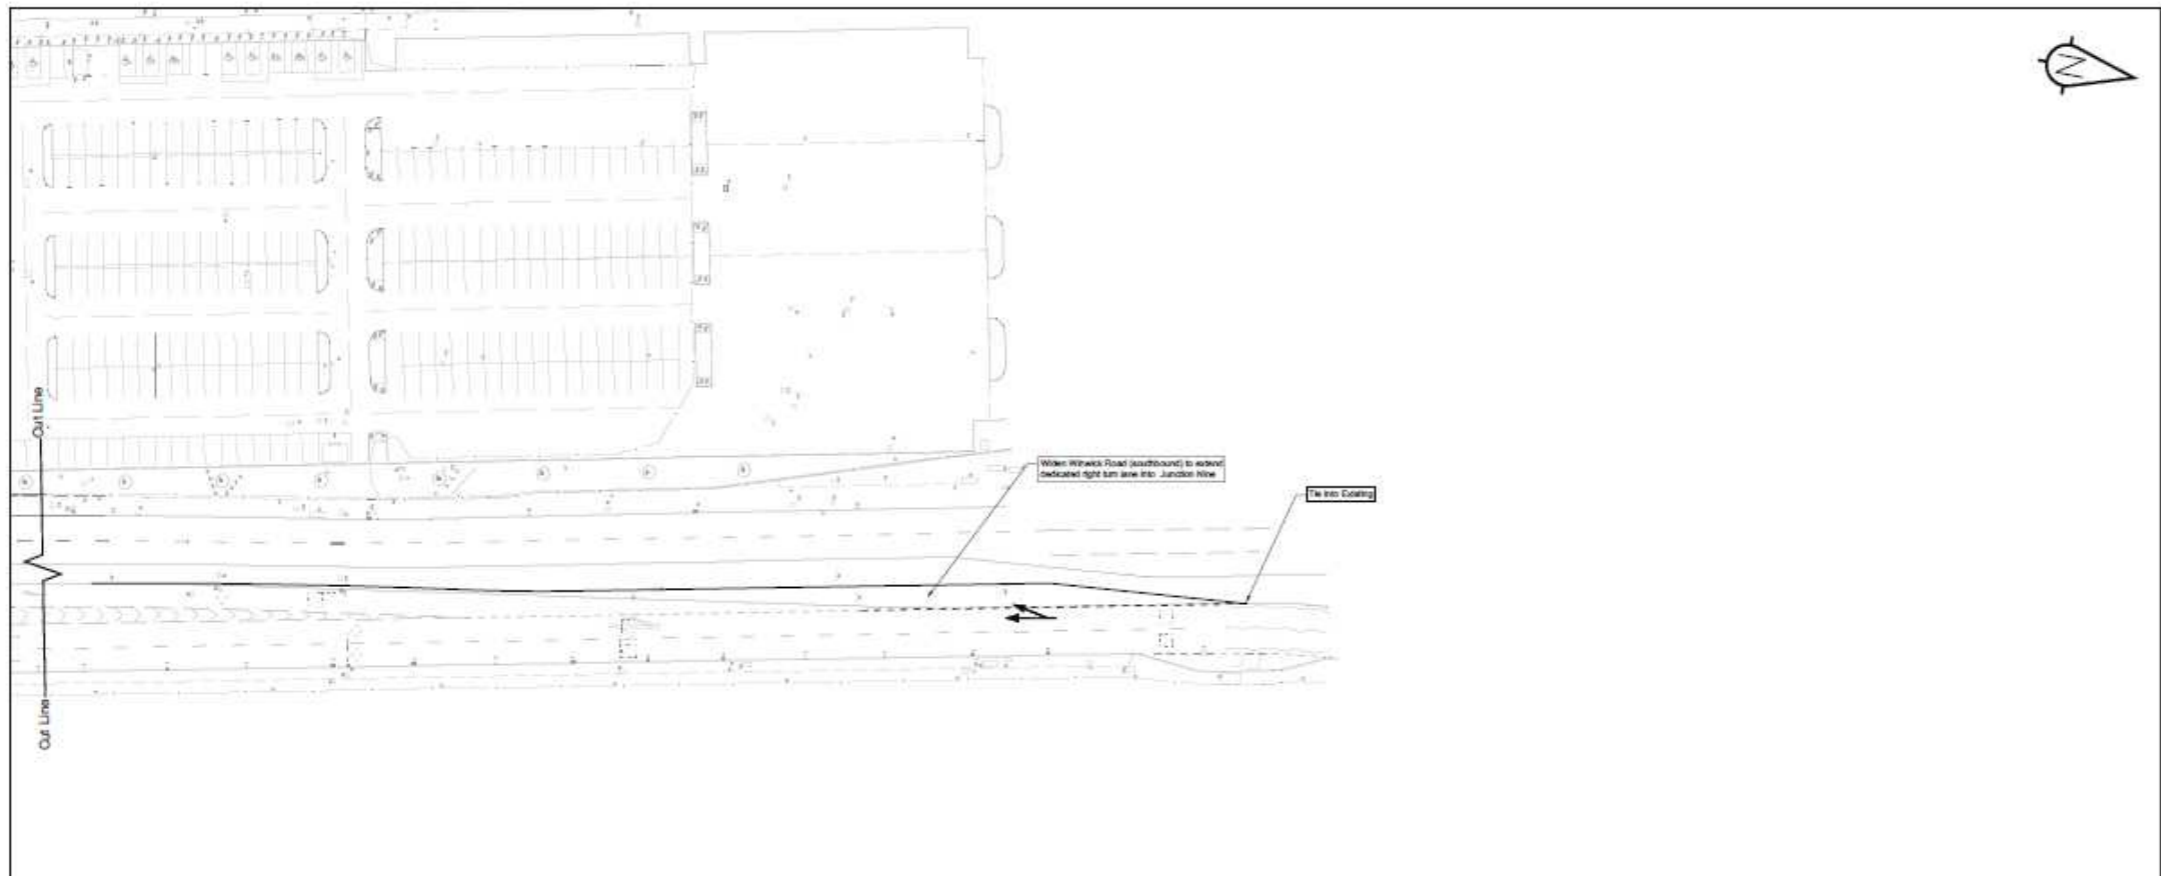 N
Cut Line
Widen Winwick Road (southbound) to extend
dedicated right turn lane into Junction Nine
Tie into Existing
Cut Line